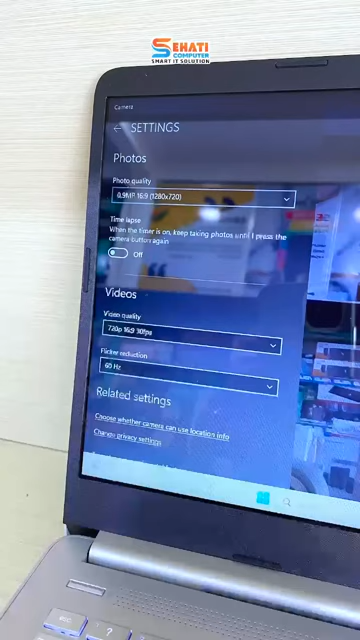 SEHATI
COMPUTER
SMART IT SOLUTION
Camera
SETTINGS
Photos
Photo quality
0.9MP 16:9 (1280x720)
Time lapse
When the timer is on, keep taking photos until I press the
camera button again
Off
Videos
Video quality
720p 16:9 30fps
Flicker reduction
60 Hz
Related settings
Choose whether camera can use location info
Change privacy settings
esc
?